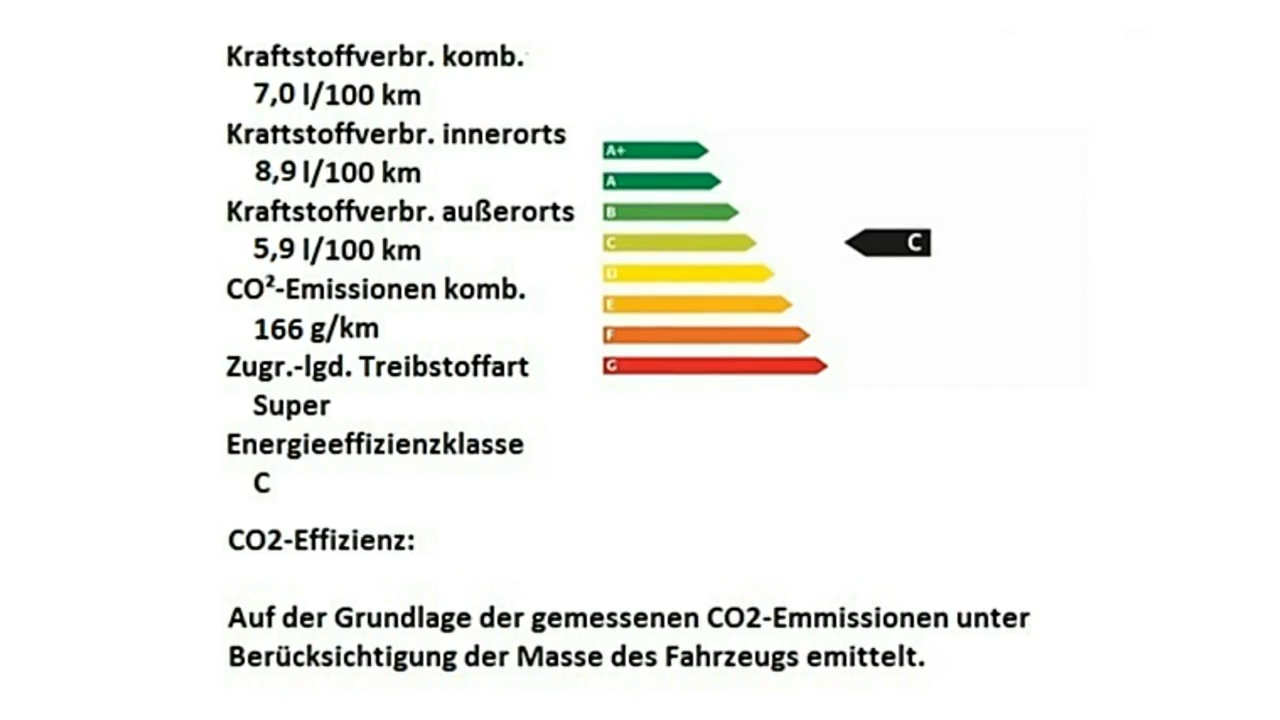 Kraftstoffverbr. komb.
7,0 l/100 km
Krattstoffverbr. innerorts
8,9 l/100 km
Kraftstoffverbr. außerorts
5,9 l/100 km
CO²-Emissionen komb.
166 g/km
Zugr.-lgd. Treibstoffart
Super
Energieeffizienzklasse
C
A+
A
B
C
C
D
E
F
G
CO2-Effizienz:
Auf der Grundlage der gemessenen CO2-Emmissionen unter
Berücksichtigung der Masse des Fahrzeugs emittelt.